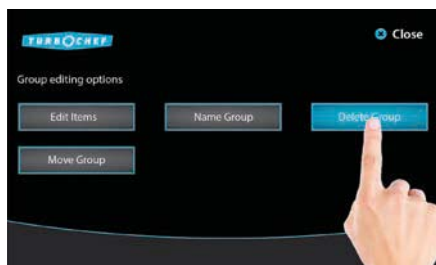 TURBOCHEF
Close
Group editing options
Edit Items
Name Group
Delete Group
Move Group